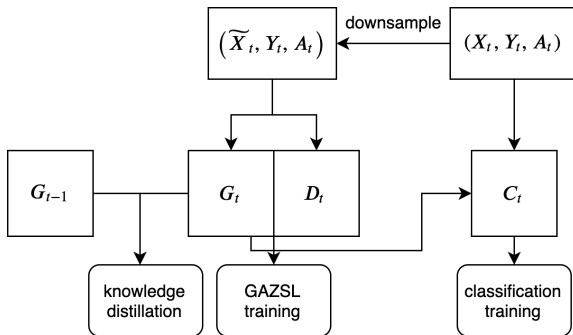 downsample
(X̃ₜ, Yₜ, Aₜ)
(Xₜ, Yₜ, Aₜ)
Gₜ₋₁
Gₜ
Dₜ
Cₜ
knowledge
distillation
GAZSL
training
classification
training